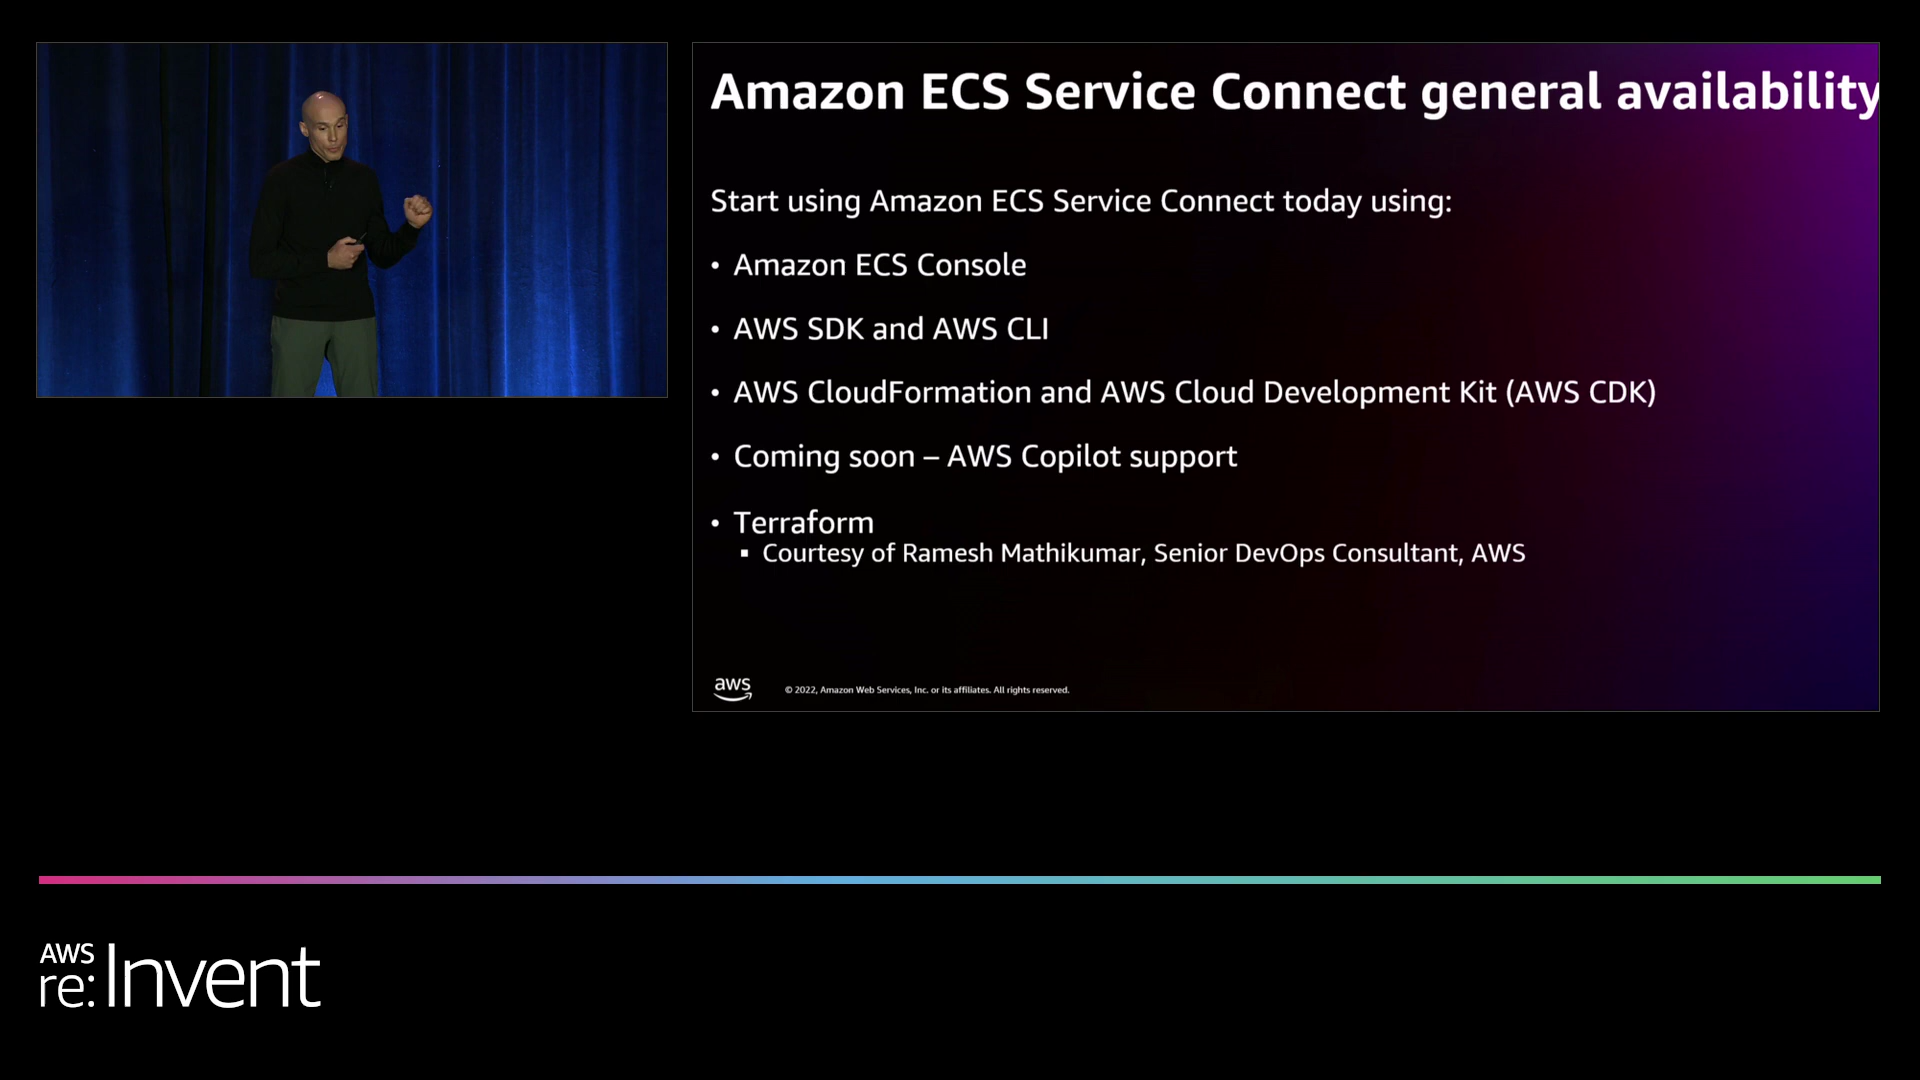 Amazon ECS Service Connect general availability
Start using Amazon ECS Service Connect today using:
• Amazon ECS Console
• AWS SDK and AWS CLI
• AWS CloudFormation and AWS Cloud Development Kit (AWS CDK)
• Coming soon – AWS Copilot support
• Terraform
▪ Courtesy of Ramesh Mathikumar, Senior DevOps Consultant, AWS
aws
© 2022, Amazon Web Services, Inc. or its affiliates. All rights reserved.
AWS
re:Invent